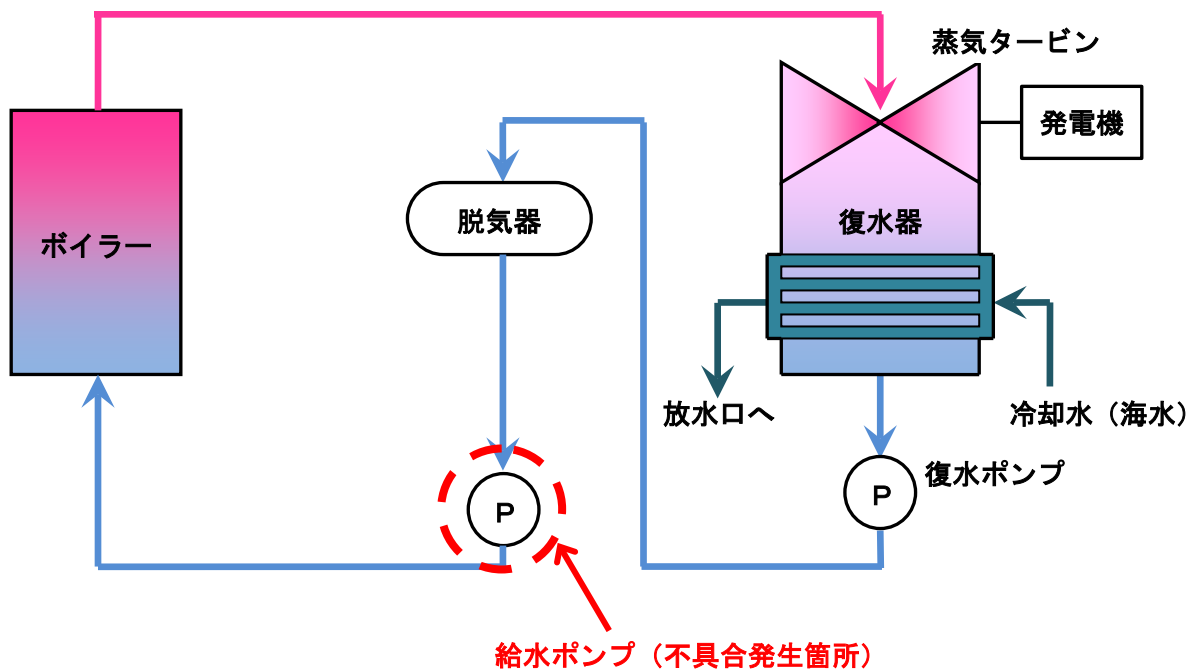 蒸気タービン
発電機
脱気器
復水器
ボイラー
放水口へ
冷却水（海水）
復水ポンプ
P
P
給水ポンプ（不具合発生箇所）